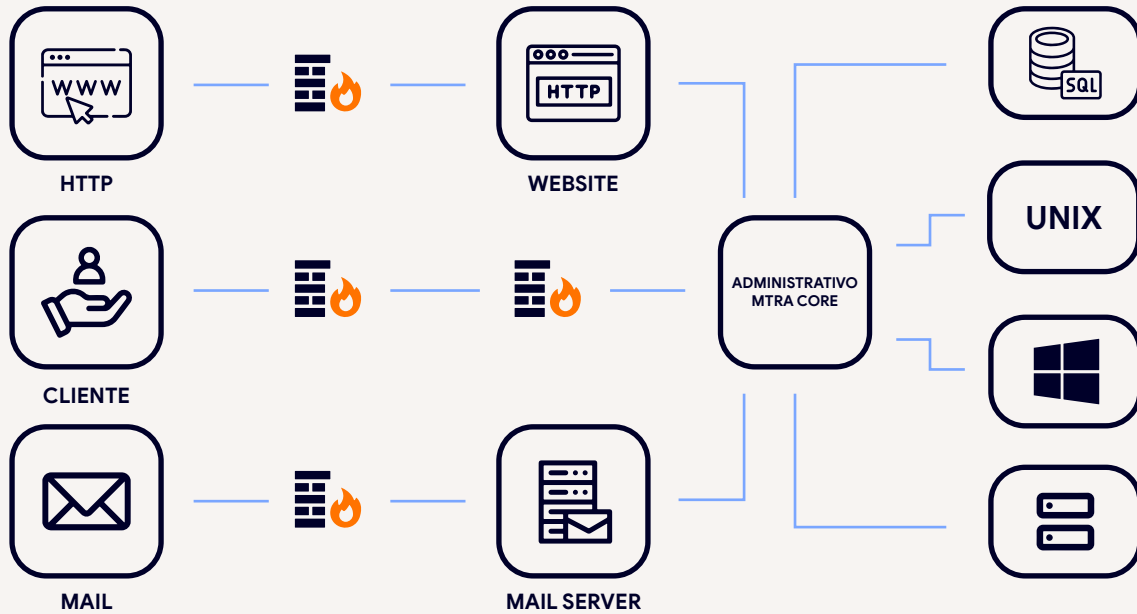 WWW
HTTP
HTTP
WEBSITE
SQL
UNIX
CLIENTE
ADMINISTRATIVO
MTRA CORE
MAIL
MAIL SERVER